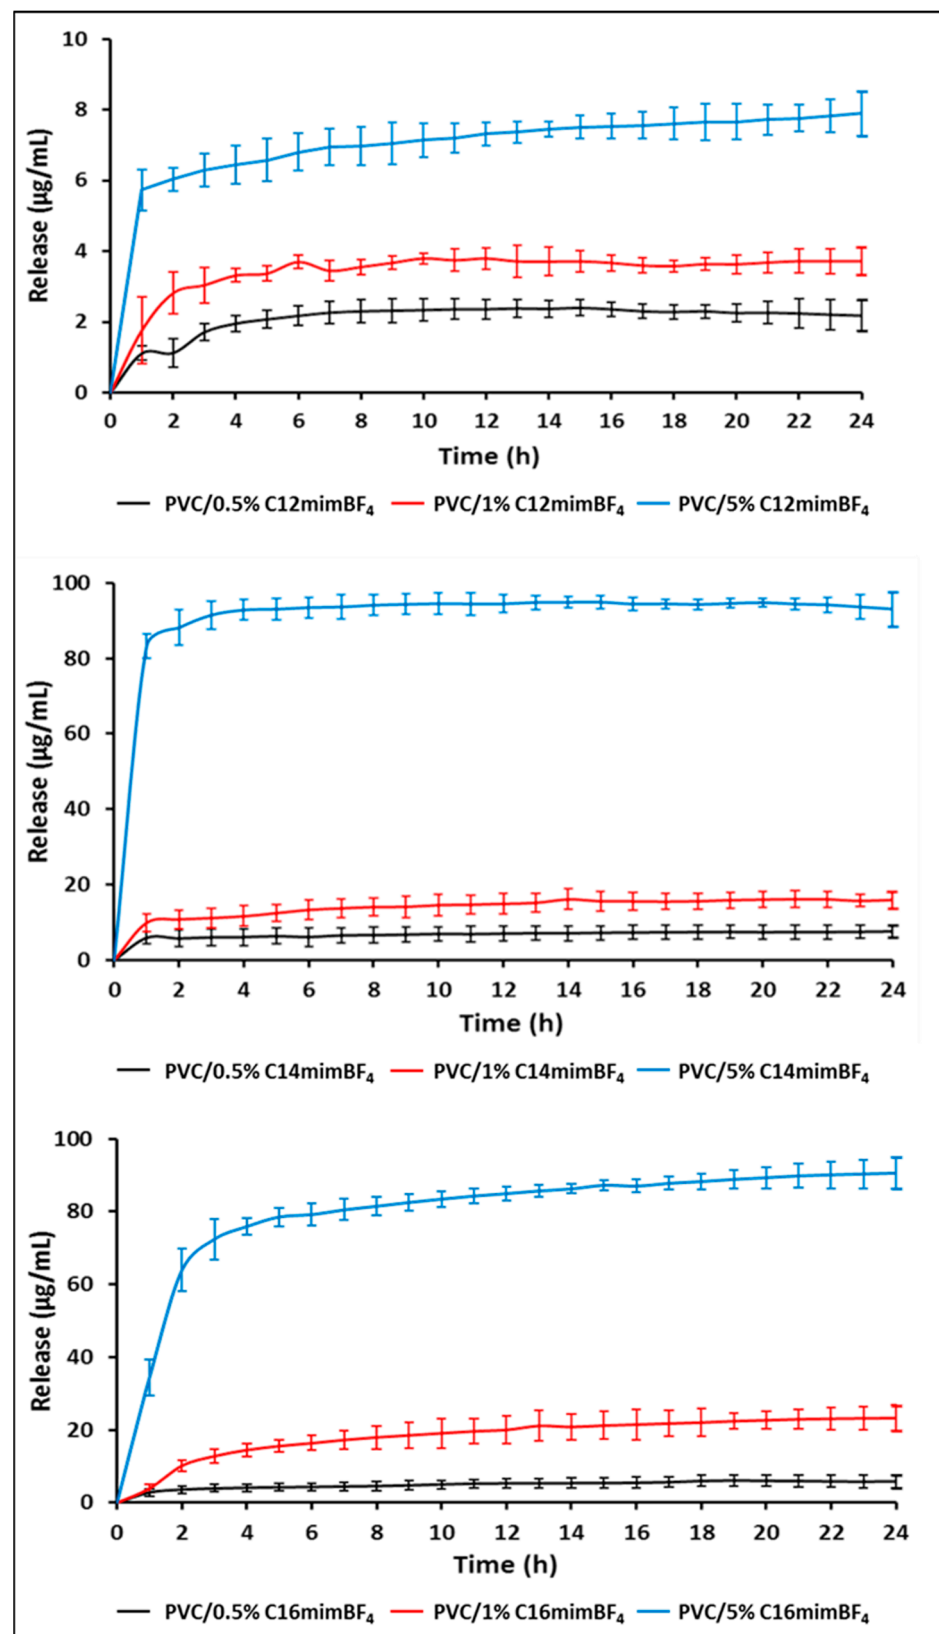 10
8
6
4
2
0
Release (µg/mL)
0 2 4 6 8 10 12 14 16 18 20 22 24
Time (h)
PVC/0.5% C12mimBF₄ PVC/1% C12mimBF₄ PVC/5% C12mimBF₄
100
80
60
40
20
0
Release (µg/mL)
0 2 4 6 8 10 12 14 16 18 20 22 24
Time (h)
PVC/0.5% C14mimBF₄ PVC/1% C14mimBF₄ PVC/5% C14mimBF₄
100
80
60
40
20
0
Release (µg/mL)
0 2 4 6 8 10 12 14 16 18 20 22 24
Time (h)
PVC/0.5% C16mimBF₄ PVC/1% C16mimBF₄ PVC/5% C16mimBF₄